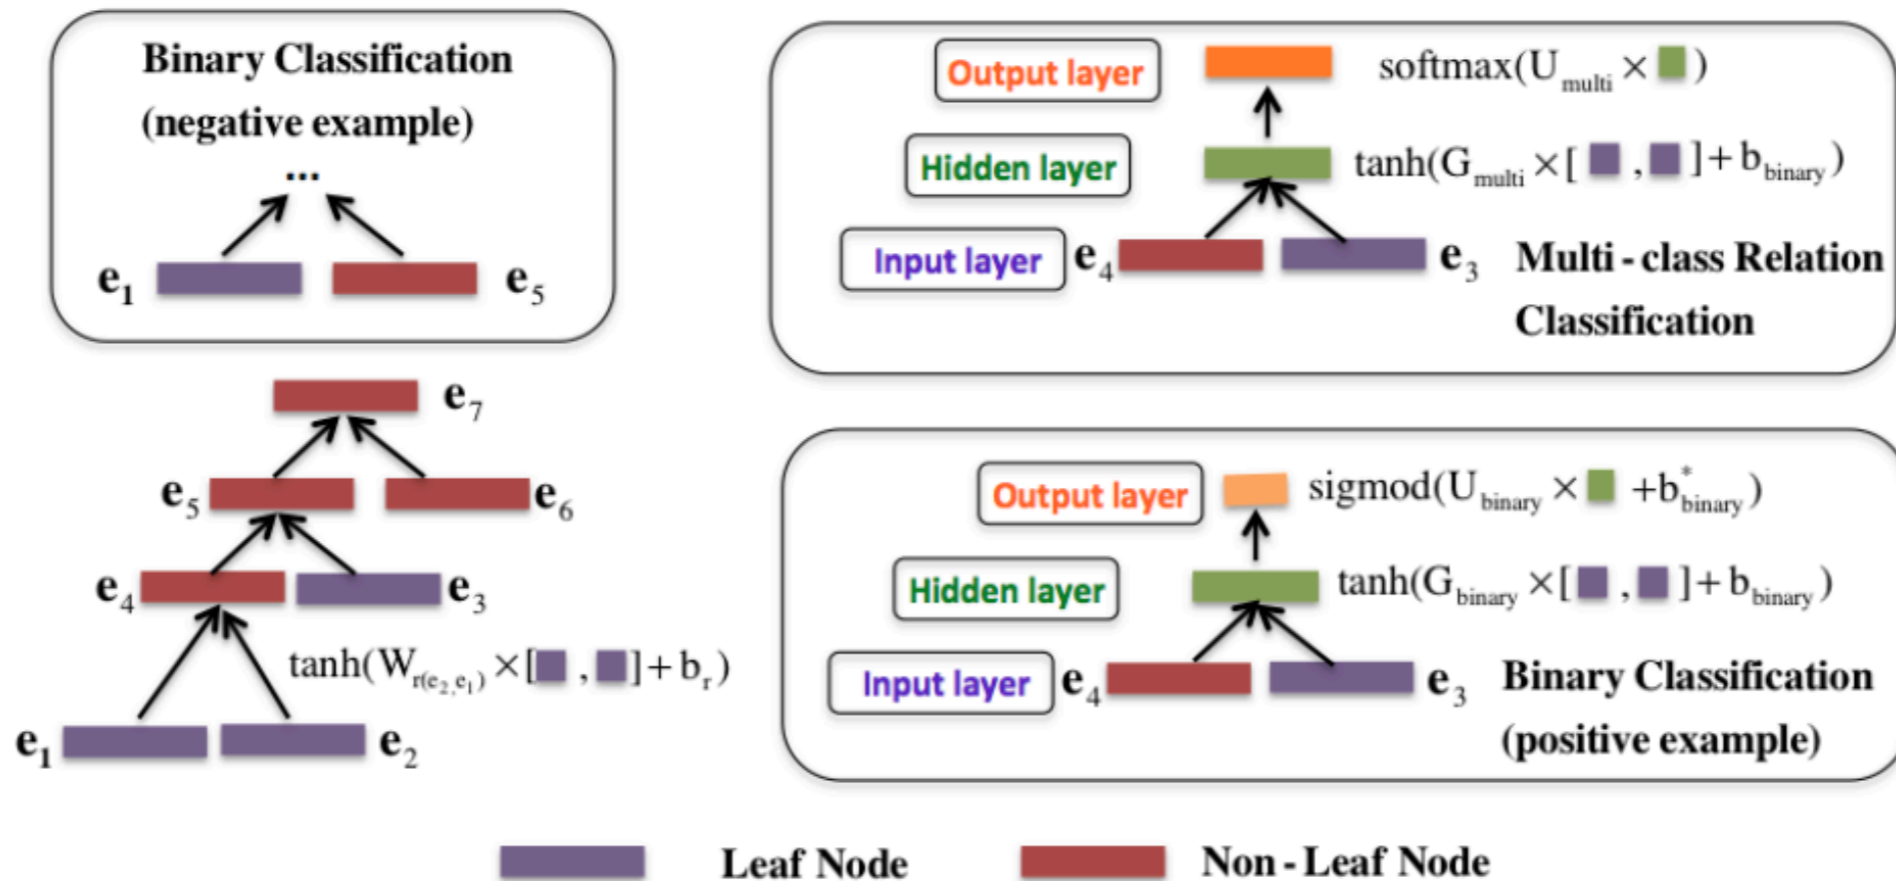 Binary Classification
(negative example)
...
e1 e5
e7
e5 e6
e4 e3
tanh(Wr(e2,e1) ×[ , ]+br)
e1 e2
Output layer softmax(Umulti × )
Hidden layer tanh(Gmulti ×[ , ]+bbinary)
Input layer e4 e3 Multi-class Relation
Classification
Output layer sigmod(Ubinary × +b*binary)
Hidden layer tanh(Gbinary ×[ , ]+bbinary)
Input layer e4 e3 Binary Classification
(positive example)
Leaf Node Non-Leaf Node